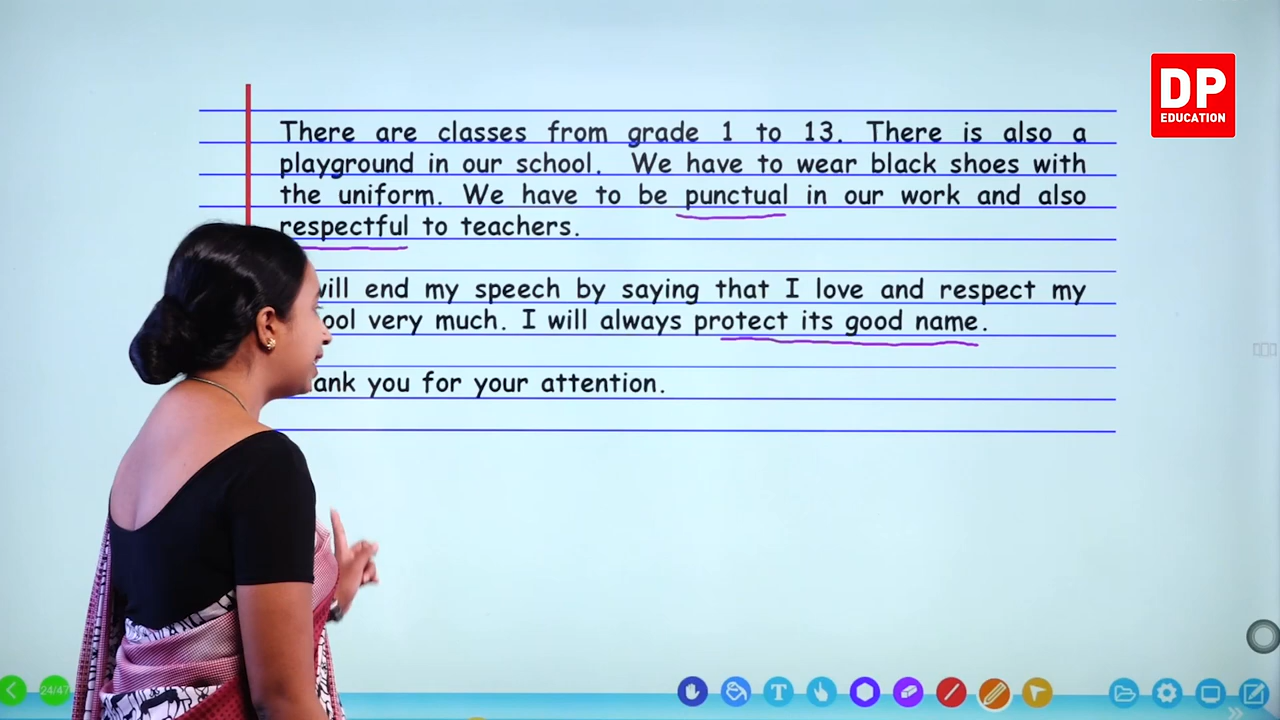 DP
EDUCATION
There are classes from grade 1 to 13. There is also a
playground in our school. We have to wear black shoes with
the uniform. We have to be punctual in our work and also
respectful to teachers.
will end my speech by saying that I love and respect my
ool very much. I will always protect its good name.
ank you for your attention.
24/47